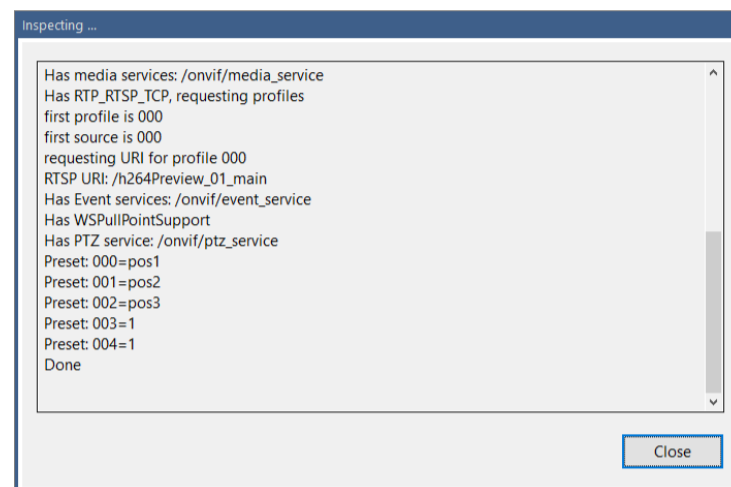 Inspecting ...
Has media services: /onvif/media_service
Has RTP_RTSP_TCP, requesting profiles
first profile is 000
first source is 000
requesting URI for profile 000
RTSP URI: /h264Preview_01_main
Has Event services: /onvif/event_service
Has WSPullPointSupport
Has PTZ service: /onvif/ptz_service
Preset: 000=pos1
Preset: 001=pos2
Preset: 002=pos3
Preset: 003=1
Preset: 004=1
Done
Close